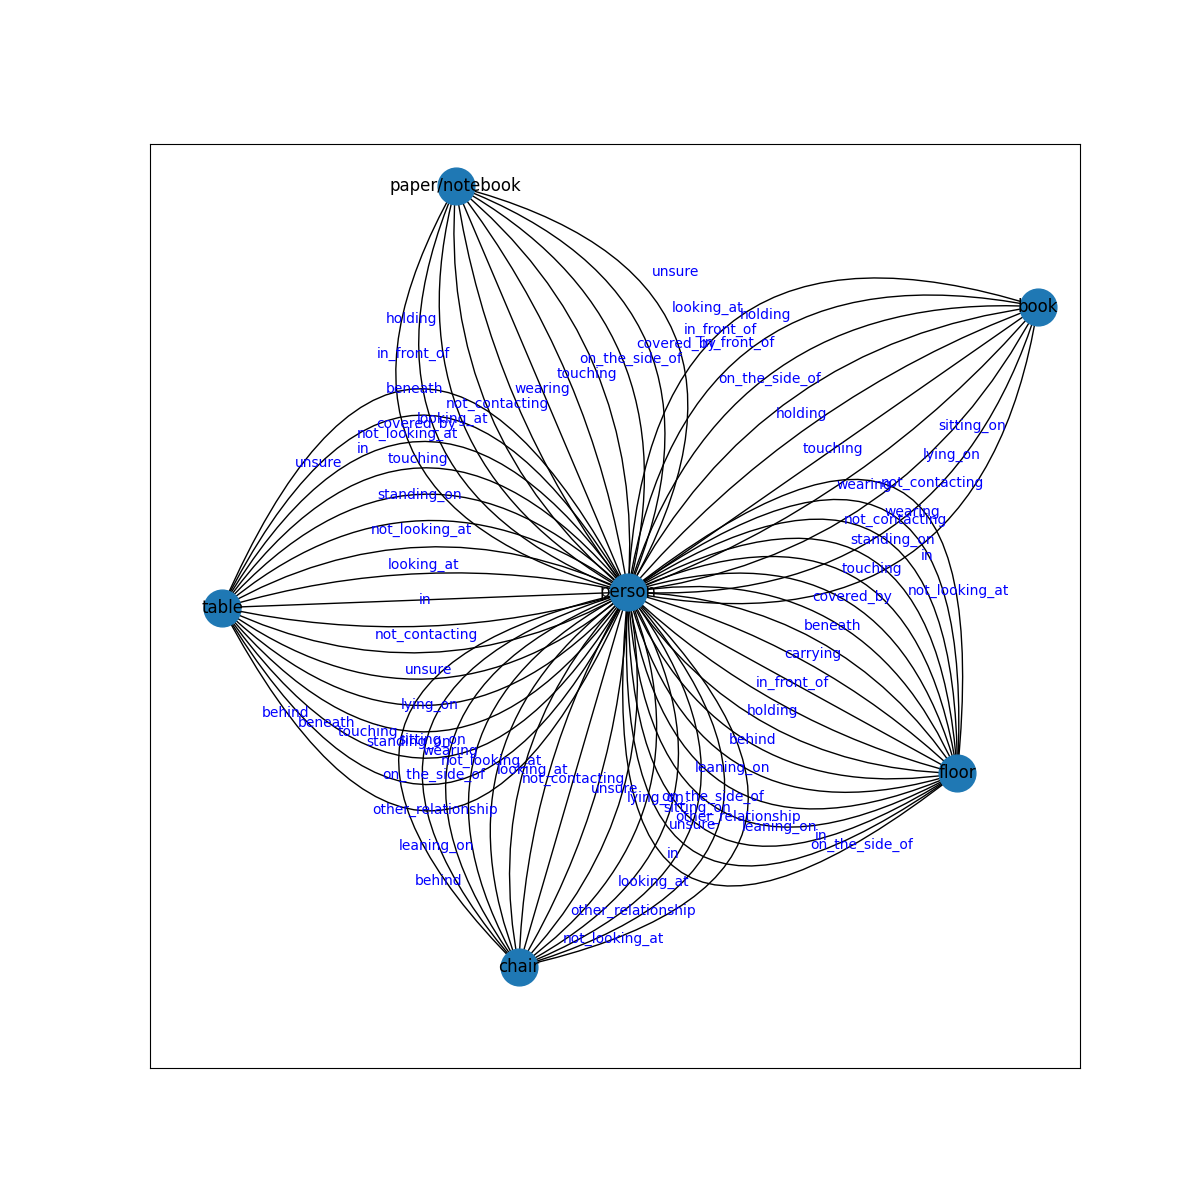 paper/notebook
unsure
book
looking_at
holding
holding
in_front_of
covered_by
in_front_of
in_front_of
on_the_side_of
touching
on_the_side_of
beneath
wearing
not_contacting
holding
looking_at
covered_by
sitting_on
not_looking_at
in
touching
touching
lying_on
unsure
wearing
not_contacting
standing_on
wearing
not_contacting
not_looking_at
standing_on
in
looking_at
touching
not_looking_at
person
covered_by
in
table
beneath
not_contacting
carrying
unsure
in_front_of
lying_on
holding
behind
beneath
touching
standing_on
sitting_on
behind
wearing
not_looking_at
looking_at
leaning_on
floor
on_the_side_of
not_contacting
unsure
lying_on
on_the_side_of
sitting_on
other_relationship
other_relationship
unsure
leaning_on
in
leaning_on
on_the_side_of
in
behind
looking_at
other_relationship
not_looking_at
chair